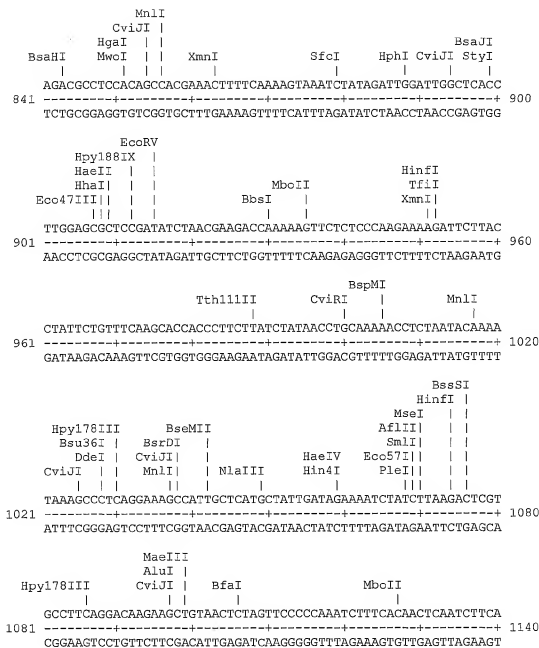 MnlI
CviJI |
HgaI | |
BsaJI
BsaHI MwoI | | XmnI SfcI HphI CviJI StyI
| | | | | | | | |
AGACGCCTCCACAGCCACGAAACTTTTCAAAAGTAAATCTATAGATTGGATTGGCTCACC
841 ---------+---------+---------+---------+---------+---------+ 900
TCTGCGGAGGTGTCGGTGCTTTGAAAAGTTTTCATTTAGATATCTAACCTAACCGAGTGG
EcoRV
Hpy188IX |
HaeII | |
HinfI
HhaI| | |
MboII
TfiI
Eco47III| | | | BbsI | XmnI|
| | | | | | | ||
TTGGAGCGCTCCGATATCTAACGAAGACCAAAAAGTTCTCTCCCAAGAAAAGATTCTTAC
901 ---------+---------+---------+---------+---------+---------+ 960
AACCTCGCGAGGCTATAGATTGCTTCTGGTTTTTCAAGAGAGGGTTCTTTTCTAAGAATG
BspMI
Tth111II CviRI | MnlI
| | | |
CTATTCTGTTTCAAGCACCACCCTTCTTATCTATAACCTGCAAAAACCTCTAATACAAAA
961 ---------+---------+---------+---------+---------+---------+ 1020
GATAAGACAAAGTTCGTGGTGGGAAGAATAGATATTGGACGTTTTTGGAGATTATGTTTT
BssSI
HinfI |
MseI | |
Hpy178III BseMII AflII| | |
Bsu36I | BsrDI | SmlI| | |
DdeI | CviJI| | HaeIV Eco57I| | | |
CviJI | | MnlI| | NlaIII Hin4I PleI| | | |
| | | || | | | ||| | |
TAAAGCCCTCAGGAAAGCCATTGCTCATGCTATTGATAGAAAATCTATCTTAAGACTCGT
1021 ---------+---------+---------+---------+---------+---------+ 1080
ATTTCGGGAGTCCTTTCGGTAACGAGTACGATAACTATCTTTTAGATAGAATTCTGAGCA
MaeIII
AluI |
Hpy178III CviJI | BfaI MboII
| | | | |
GCCTTCAGGACAAGAAGCTGTAACTCTAGTTCCCCCAAATCTTTCACAACTCAATCTTCA
1081 ---------+---------+---------+---------+---------+---------+ 1140
CGGAAGTCCTGTTCTTCGACATTGAGATCAAGGGGGTTTAGAAAGTGTTGAGTTAGAAGT